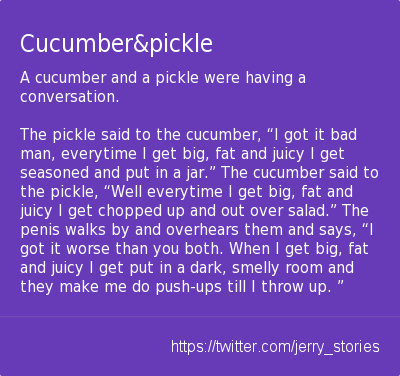 Cucumber&pickle
A cucumber and a pickle were having a
conversation.
The pickle said to the cucumber, “I got it bad
man, everytime I get big, fat and juicy I get
seasoned and put in a jar.” The cucumber said to
the pickle, “Well everytime I get big, fat and
juicy I get chopped up and out over salad.” The
penis walks by and overhears them and says, “I
got it worse than you both. When I get big, fat
and juicy I get put in a dark, smelly room and
they make me do push-ups till I throw up. ”
https://twitter.com/jerry_stories